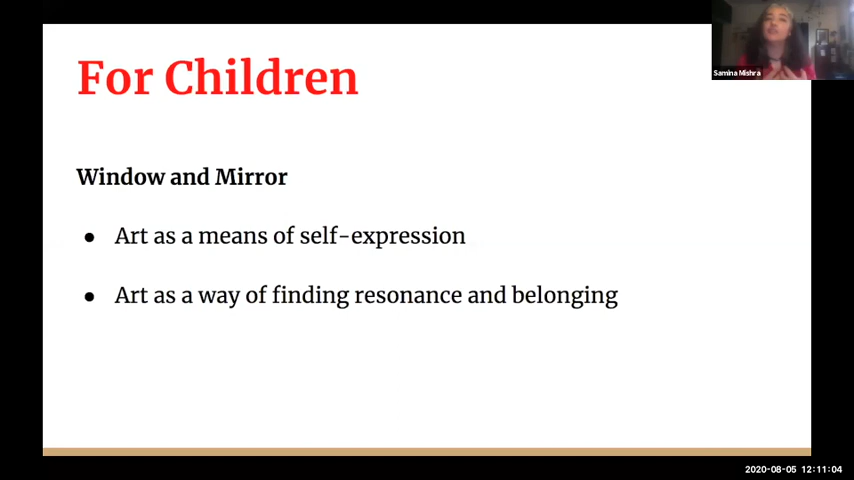 For Children
Samina Mishra
Window and Mirror
● Art as a means of self-expression
● Art as a way of finding resonance and belonging
2020-08-05 12:11:04